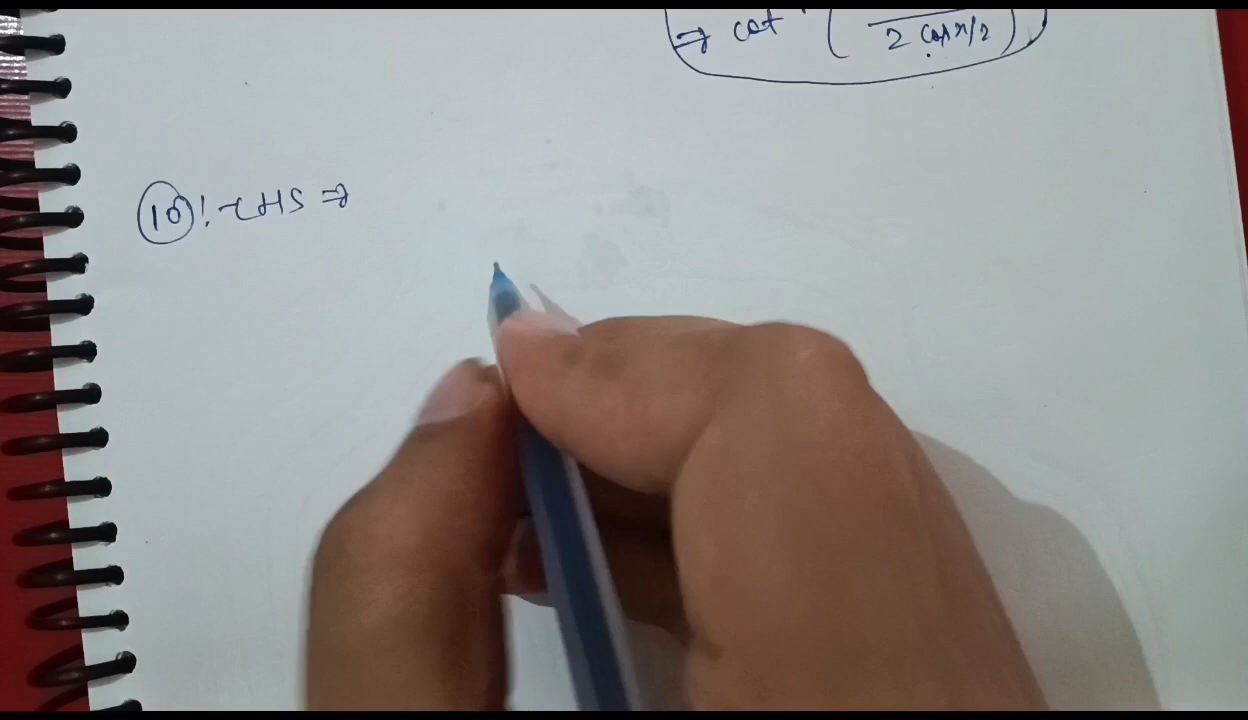 ⇒ cot (
2 cos x/2 )
(10)! - LHS ⇒